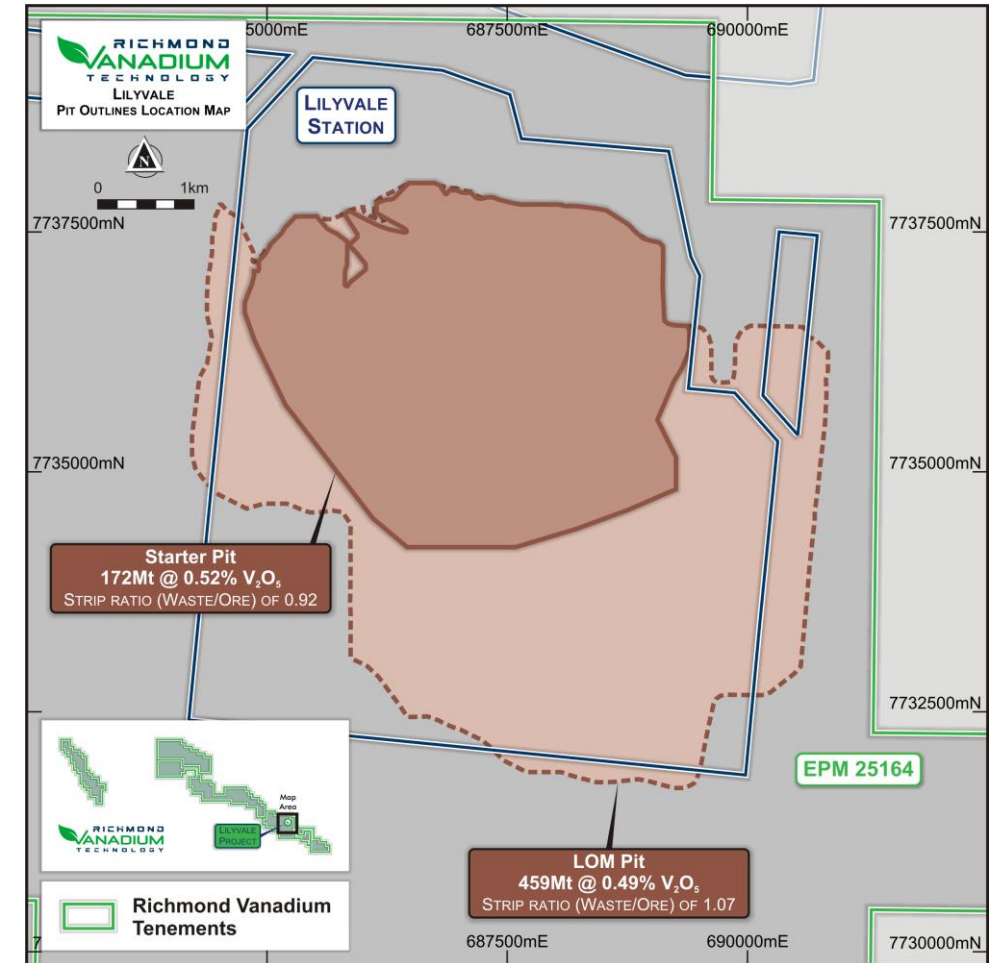 RICHMOND
VANADIUM
TECHNOLOGY
LILYVALE
PIT OUTLINES LOCATION MAP
5000mE
687500mE
690000mE
LILYVALE
STATION
N
0 1km
7737500mN
7737500mN
7735000mN
7735000mN
Starter Pit
172Mt @ 0.52% V₂O₅
STRIP RATIO (WASTE/ORE) OF 0.92
7732500mN
EPM 25164
Map
Area
LILYVALE
PROJECT
RICHMOND
VANADIUM
TECHNOLOGY
LOM Pit
459Mt @ 0.49% V₂O₅
STRIP RATIO (WASTE/ORE) OF 1.07
Richmond Vanadium
Tenements
7
687500mE
690000mE
7730000mN